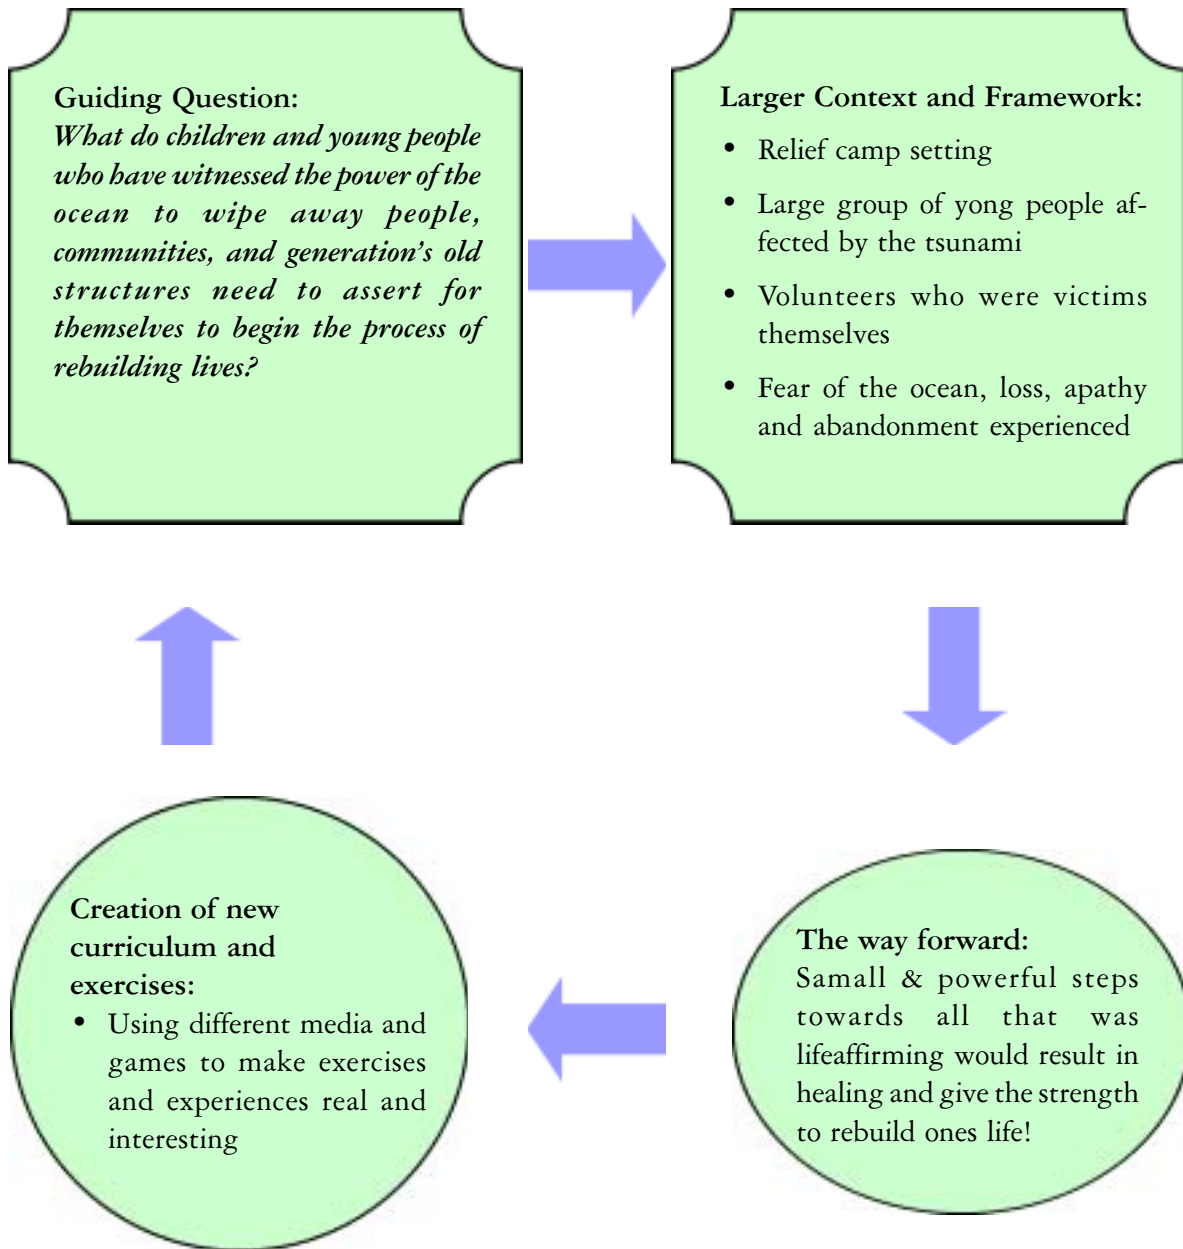 Guiding Question:
What do children and young people
who have witnessed the power of the
ocean to wipe away people,
communities, and generation's old
structures need to assert for
themselves to begin the process of
rebuilding lives?
Larger Context and Framework:
• Relief camp setting
• Large group of yong people af-
fected by the tsunami
• Volunteers who were victims
themselves
• Fear of the ocean, loss, apathy
and abandonment experienced
The way forward:
Samall & powerful steps
towards all that was
lifeaffirming would result in
healing and give the strength
to rebuild ones life!
Creation of new
curriculum and
exercises:
• Using different media and
games to make exercises
and experiences real and
interesting